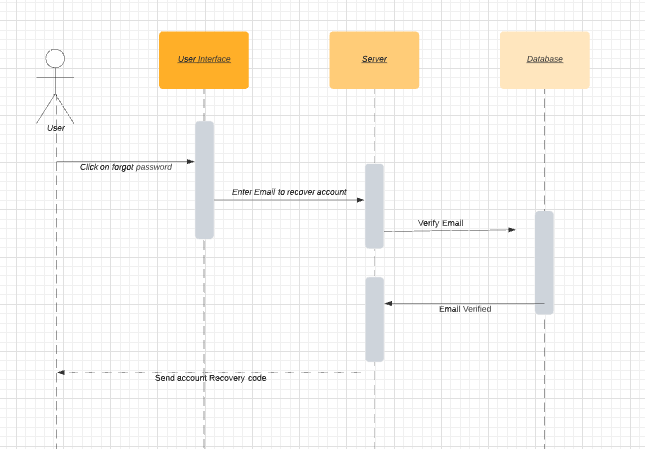 User Interface
Server
Database
User
Click on forgot password
Enter Email to recover account
Verify Email
Email Verified
Send account Recovery code